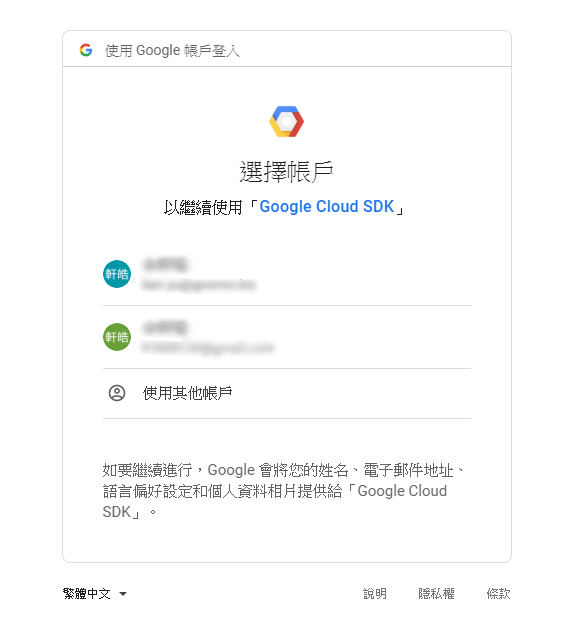 使用 Google 帳戶登入
選擇帳戶
以繼續使用「Google Cloud SDK」
軒皓
軒皓
使用其他帳戶
如要繼續進行，Google 會將您的姓名、電子郵件地址、
語言偏好設定和個人資料相片提供給「Google Cloud
SDK」。
繁體中文
說明
隱私權
條款